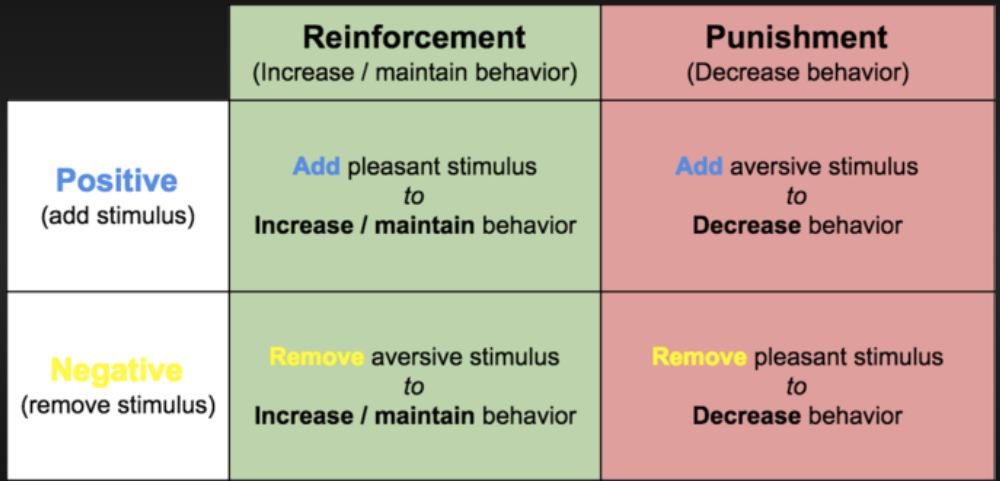 Reinforcement
(Increase / maintain behavior)
Punishment
(Decrease behavior)
Positive
(add stimulus)
Add pleasant stimulus
to
Increase / maintain behavior
Add aversive stimulus
to
Decrease behavior
Negative
(remove stimulus)
Remove aversive stimulus
to
Increase / maintain behavior
Remove pleasant stimulus
to
Decrease behavior